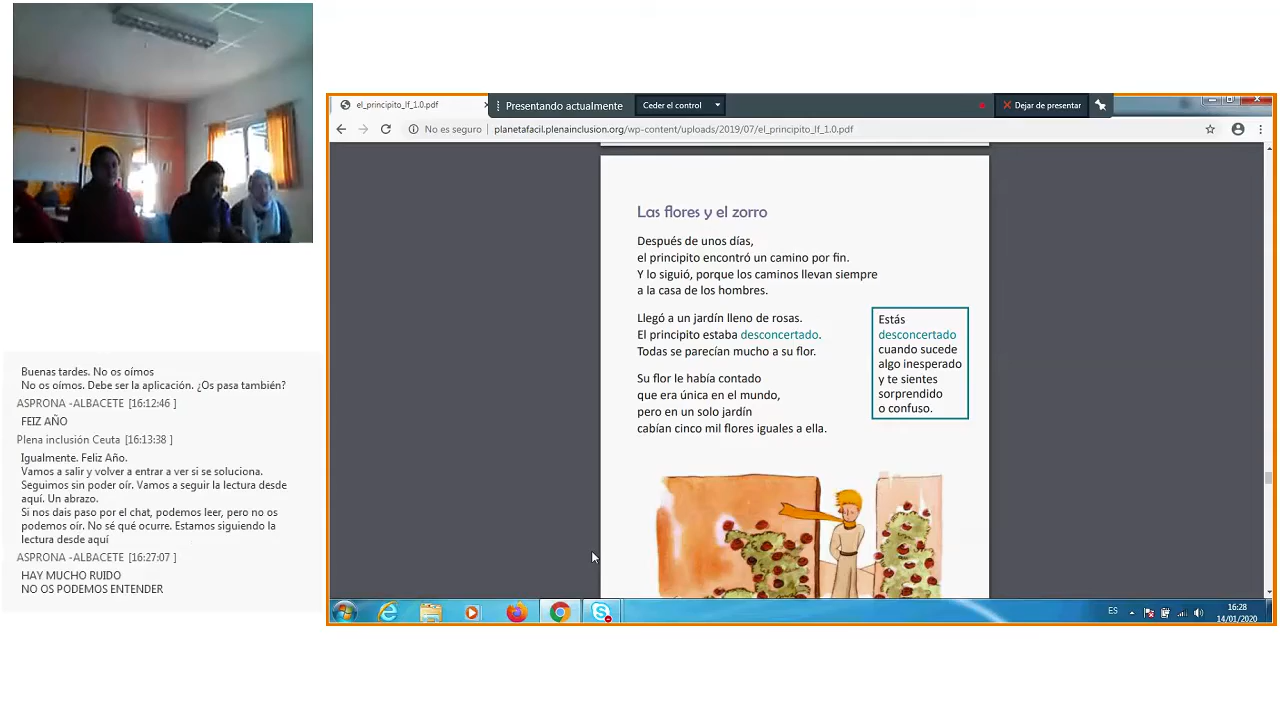 el_principito_lf_1.0.pdf
Presentando actualmente
Ceder el control
Dejar de presentar
No es seguro
planetafacil.plenainclusion.org/wp-content/uploads/2019/07/el_principito_lf_1.0.pdf
Las flores y el zorro
Después de unos días,
el principito encontró un camino por fin.
Y lo siguió, porque los caminos llevan siempre
a la casa de los hombres.
Llegó a un jardín lleno de rosas.
El principito estaba desconcertado.
Todas se parecían mucho a su flor.
Su flor le había contado
que era única en el mundo,
pero en un solo jardín
cabían cinco mil flores iguales a ella.
Estás
desconcertado
cuando sucede
algo inesperado
y te sientes
sorprendido
o confuso.
Buenas tardes. No os oímos
No os oímos. Debe ser la aplicación. ¿Os pasa también?
ASPRONA -ALBACETE [16:12:46 ]
FEIZ AÑO
Plena inclusión Ceuta [16:13:38 ]
Igualmente. Feliz Año.
Vamos a salir y volver a entrar a ver si se soluciona.
Seguimos sin poder oír. Vamos a seguir la lectura desde
aquí. Un abrazo.
Si nos dais paso por el chat, podemos leer, pero no os
podemos oír. No sé qué ocurre. Estamos siguiendo la
lectura desde aquí
ASPRONA -ALBACETE [16:27:07 ]
HAY MUCHO RUIDO
NO OS PODEMOS ENTENDER
ES
16:28
14/01/2020